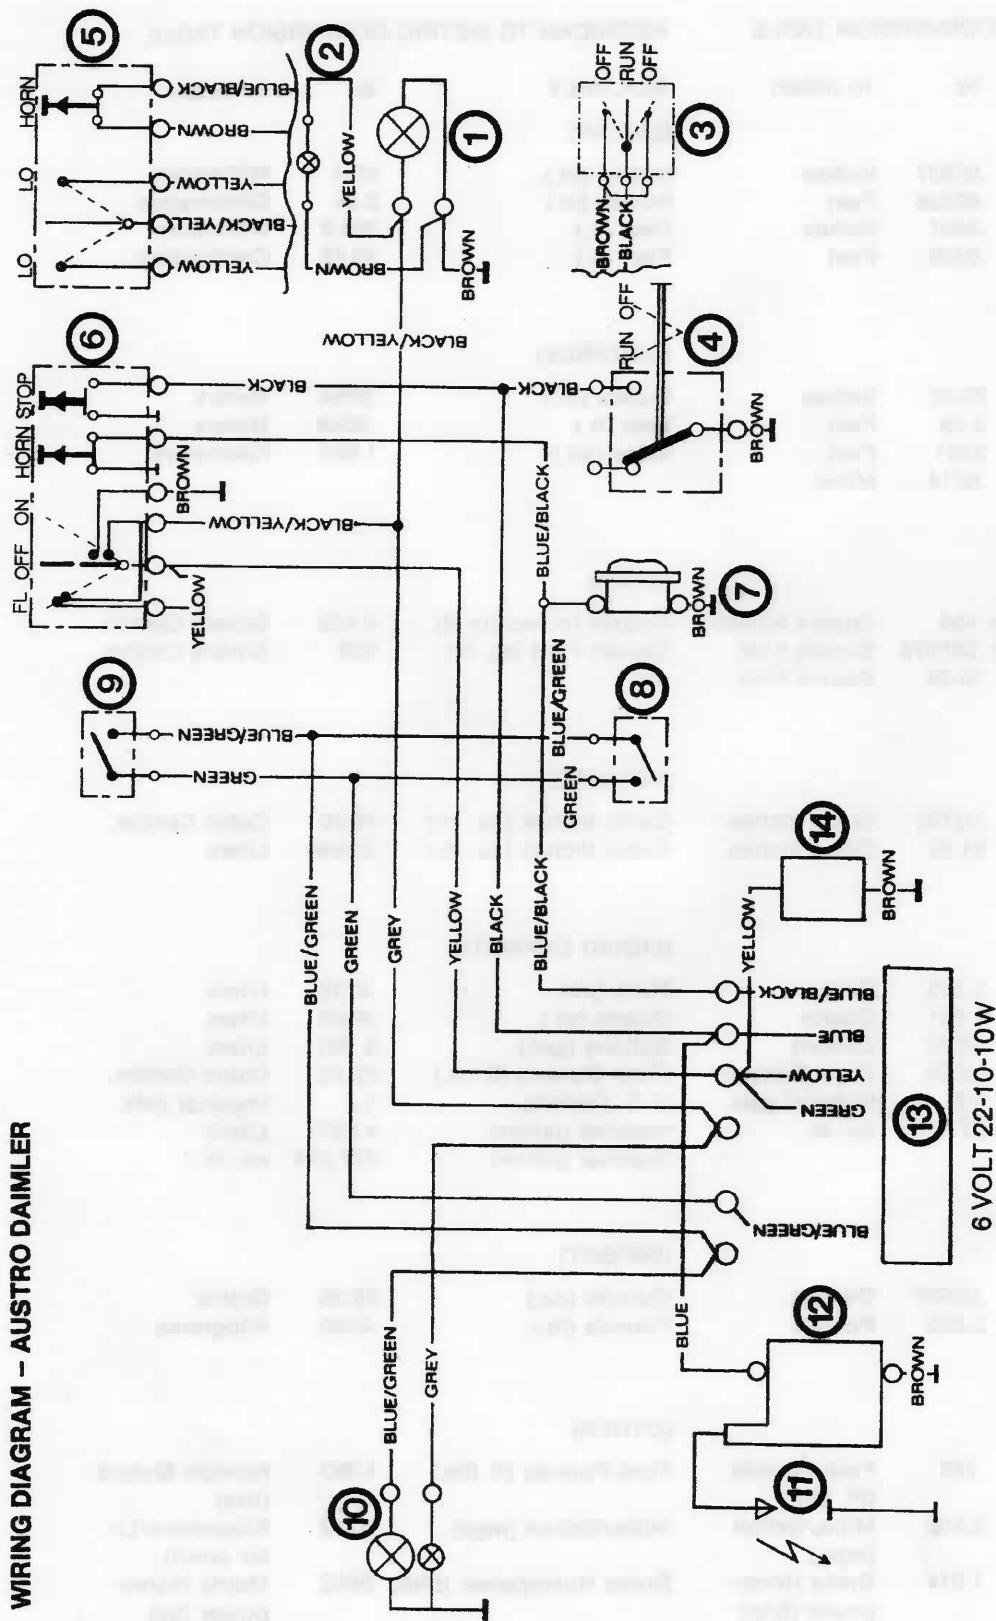 WIRING DIAGRAM – AUSTRO DAIMLER
5
LO LO HORN
YELLOW
BLACK/YELL
YELLOW
BROWN
BLUE/BLACK
6
FL OFF ON HORN STOP
YELLOW
BLACK/YELLOW
BROWN
BLACK
9
GREEN
BLUE/GREEN
2
BROWN
YELLOW
1
BROWN
BLACK/YELLOW
BLUE/GREEN
GREEN
GREY
YELLOW
BLACK
BLUE/BLACK
BLUE/BLACK
BLACK
3
OFF
RUN
OFF
BROWN
BLACK
4
RUN OFF
BROWN
7
BROWN
8
GREEN
BLUE/GREEN
10
BLUE/GREEN
GREY
BLUE
11
12
BROWN
13
BLUE/GREEN
GREEN
YELLOW
BLUE
BLUE/BLACK
6 VOLT 22-10-10W
14
YELLOW
BROWN